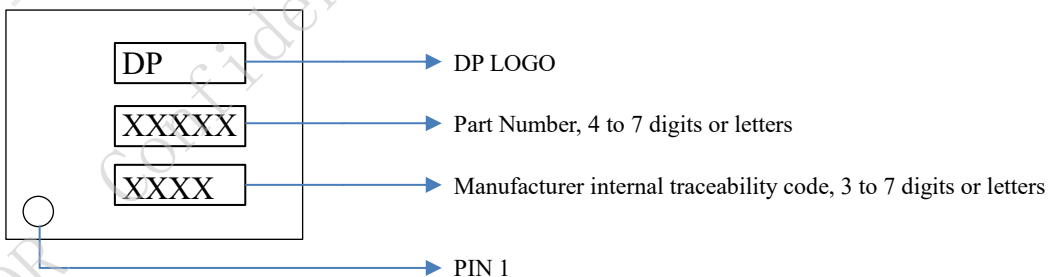 DP
DP LOGO
XXXXX
Part Number, 4 to 7 digits or letters
XXXX
Manufacturer internal traceability code, 3 to 7 digits or letters
PIN 1